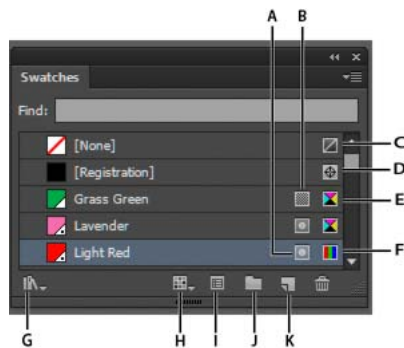 A B
Swatches
Find:
[None] C
[Registration] D
Grass Green E
Lavender
Light Red F
G H I J K